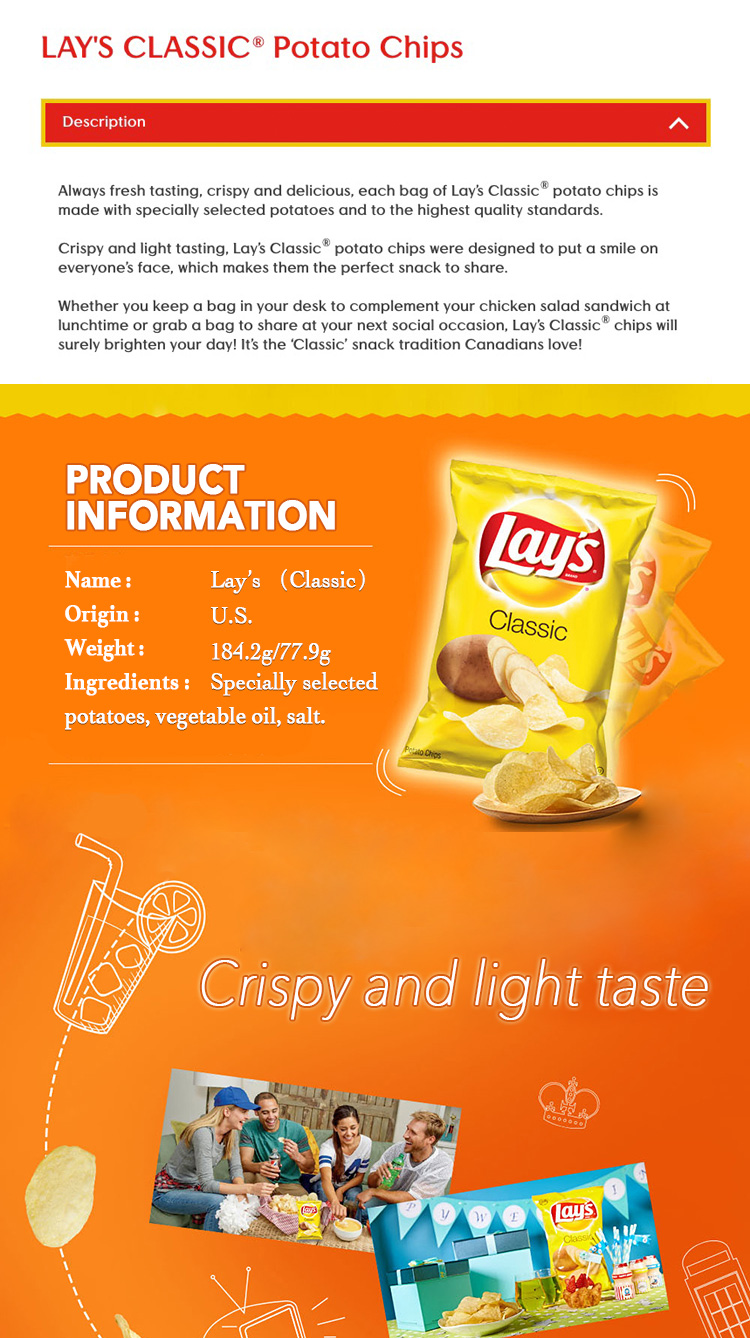 LAY'S CLASSIC® Potato Chips
Description
Always fresh tasting, crispy and delicious, each bag of Lay's Classic® potato chips is
made with specially selected potatoes and to the highest quality standards.
Crispy and light tasting, Lay's Classic® potato chips were designed to put a smile on
everyone's face, which makes them the perfect snack to share.
Whether you keep a bag in your desk to complement your chicken salad sandwich at
lunchtime or grab a bag to share at your next social occasion, Lay's Classic® chips will
surely brighten your day! It's the 'Classic' snack tradition Canadians love!
PRODUCT
INFORMATION
Name : Lay's （Classic）
Origin : U.S.
Weight : 184.2g/77.9g
Ingredients : Specially selected
potatoes, vegetable oil, salt.
Lay's
BRAND
Classic
Potato Chips
Crispy and light taste
Lay's
P U W E
Lay's
Classic